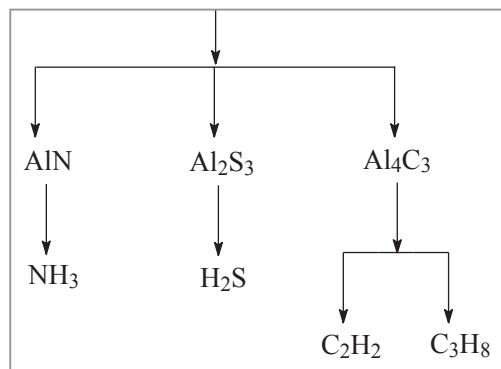 AlN Al₂S₃ Al₄C₃
NH₃ H₂S
C₂H₂ C₃H₈